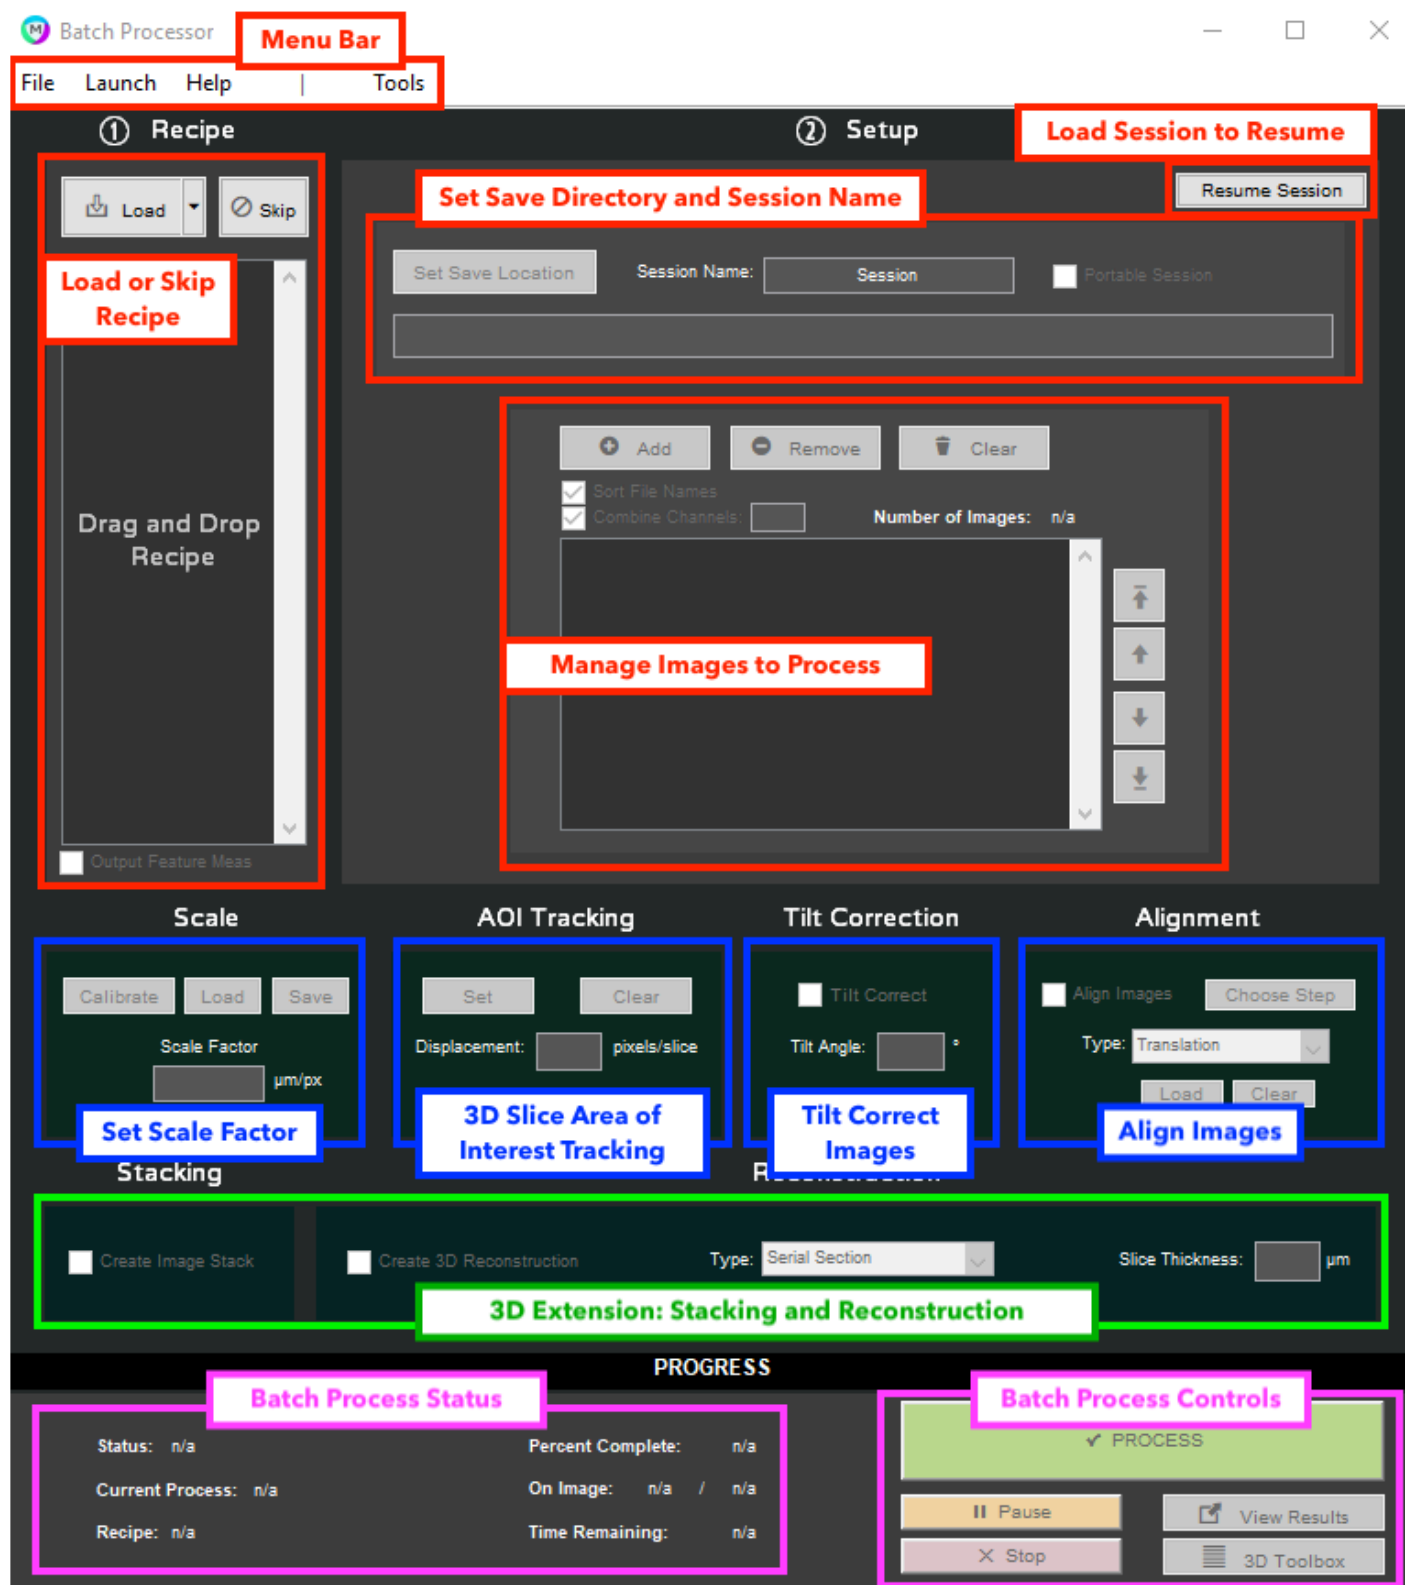 Batch Processor
Menu Bar
File Launch Help | Tools
① Recipe
② Setup
Load Session to Resume
Load
Skip
Set Save Directory and Session Name
Resume Session
Load or Skip
Recipe
Set Save Location
Session Name:
Session
Portable Session
Add
Remove
Clear
Sort File Names
Combine Channels:
Number of Images: n/a
Drag and Drop
Recipe
Manage Images to Process
Output Feature Meas
Scale
AOI Tracking
Tilt Correction
Alignment
Calibrate
Load
Save
Set
Clear
Tilt Correct
Align Images
Choose Step
Scale Factor
µm/px
Displacement:
pixels/slice
Tilt Angle:
°
Type:
Translation
Load
Clear
Set Scale Factor
3D Slice Area of
Interest Tracking
Tilt Correct
Images
Align Images
Stacking
Reconstruction
Create Image Stack
Create 3D Reconstruction
Type:
Serial Section
Slice Thickness:
µm
3D Extension: Stacking and Reconstruction
PROGRESS
Batch Process Status
Batch Process Controls
Status: n/a
Percent Complete: n/a
PROCESS
Current Process: n/a
On Image: n/a / n/a
Recipe: n/a
Time Remaining: n/a
Pause
View Results
Stop
3D Toolbox